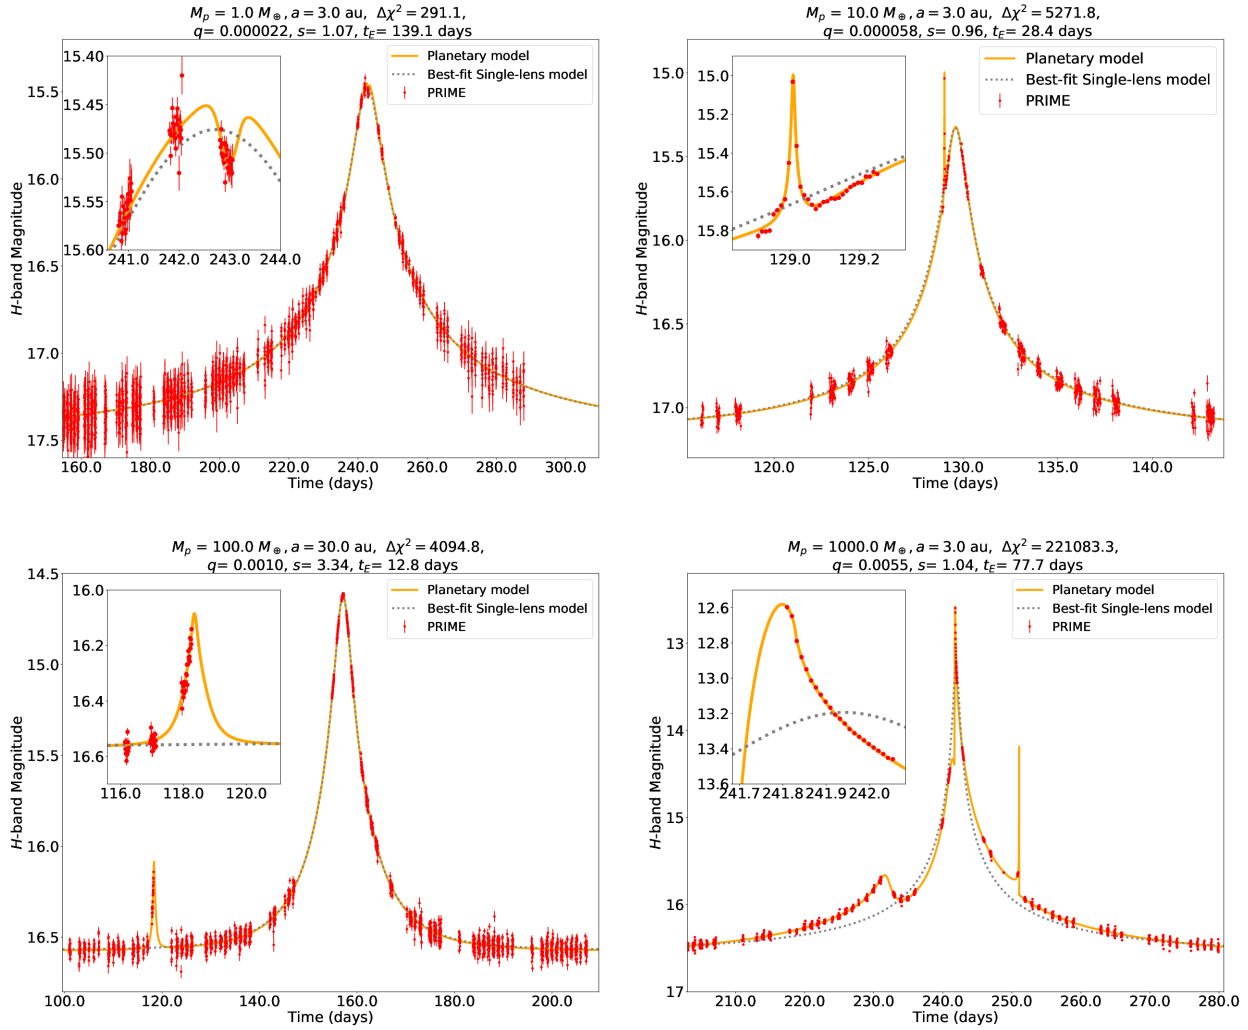 M_p = 1.0 M_⊕, a = 3.0 au, Δχ² = 291.1,
q= 0.000022, s= 1.07, t_E= 139.1 days
Planetary model
Best-fit Single-lens model
PRIME
15.40
15.45
15.50
15.55
15.60
241.0 242.0 243.0 244.0
H-band Magnitude
15.5
16.0
16.5
17.0
17.5
160.0 180.0 200.0 220.0 240.0 260.0 280.0 300.0
Time (days)
M_p = 10.0 M_⊕, a = 3.0 au, Δχ² = 5271.8,
q= 0.000058, s= 0.96, t_E= 28.4 days
Planetary model
Best-fit Single-lens model
PRIME
15.0
15.2
15.4
15.6
15.8
129.0 129.2
H-band Magnitude
15.0
15.5
16.0
16.5
17.0
120.0 125.0 130.0 135.0 140.0
Time (days)
M_p = 100.0 M_⊕, a = 30.0 au, Δχ² = 4094.8,
q= 0.0010, s= 3.34, t_E= 12.8 days
Planetary model
Best-fit Single-lens model
PRIME
16.0
16.2
16.4
16.6
116.0 118.0 120.0
H-band Magnitude
14.5
15.0
15.5
16.0
16.5
100.0 120.0 140.0 160.0 180.0 200.0
Time (days)
M_p = 1000.0 M_⊕, a = 3.0 au, Δχ² = 221083.3,
q= 0.0055, s= 1.04, t_E= 77.7 days
Planetary model
Best-fit Single-lens model
PRIME
12.6
12.8
13.0
13.2
13.4
13.6
241.7 241.8 241.9 242.0
H-band Magnitude
13
14
15
16
17
210.0 220.0 230.0 240.0 250.0 260.0 270.0 280.0
Time (days)